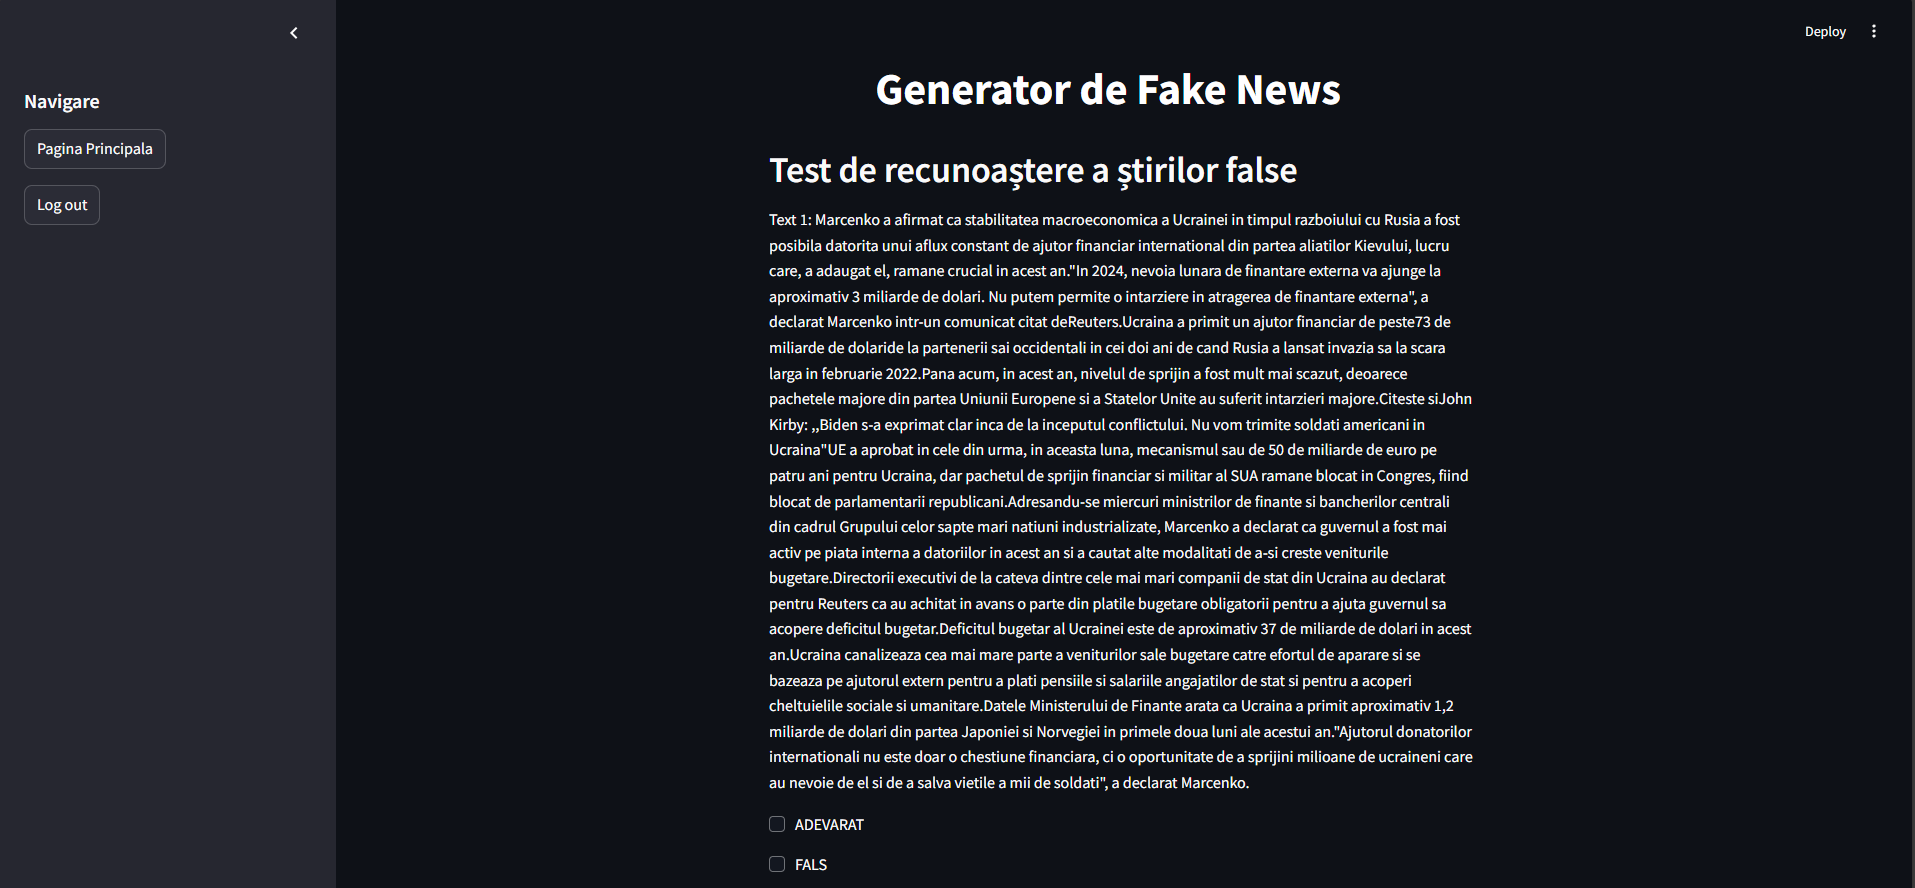 Deploy
Navigare
Pagina Principala
Log out
Generator de Fake News
Test de recunoaștere a știrilor false
Text 1: Marcenko a afirmat ca stabilitatea macroeconomica a Ucrainei in timpul razboiului cu Rusia a fost
posibila datorita unui aflux constant de ajutor financiar international din partea aliatilor Kievului, lucru
care, a adaugat el, ramane crucial in acest an."In 2024, nevoia lunara de finantare externa va ajunge la
aproximativ 3 miliarde de dolari. Nu putem permite o intarziere in atragerea de finantare externa", a
declarat Marcenko intr-un comunicat citat deReuters.Ucraina a primit un ajutor financiar de peste73 de
miliarde de dolaride la partenerii sai occidentali in cei doi ani de cand Rusia a lansat invazia sa la scara
larga in februarie 2022.Pana acum, in acest an, nivelul de sprijin a fost mult mai scazut, deoarece
pachetele majore din partea Uniunii Europene si a Statelor Unite au suferit intarzieri majore.Citeste siJohn
Kirby: ,,Biden s-a exprimat clar inca de la inceputul conflictului. Nu vom trimite soldati americani in
Ucraina"UE a aprobat in cele din urma, in aceasta luna, mecanismul sau de 50 de miliarde de euro pe
patru ani pentru Ucraina, dar pachetul de sprijin financiar si militar al SUA ramane blocat in Congres, fiind
blocat de parlamentarii republicani.Adresandu-se miercuri ministrilor de finante si bancherilor centrali
din cadrul Grupului celor sapte mari natiuni industrializate, Marcenko a declarat ca guvernul a fost mai
activ pe piata interna a datoriilor in acest an si a cautat alte modalitati de a-si creste veniturile
bugetare.Directorii executivi de la cateva dintre cele mai mari companii de stat din Ucraina au declarat
pentru Reuters ca au achitat in avans o parte din platile bugetare obligatorii pentru a ajuta guvernul sa
acopere deficitul bugetar.Deficitul bugetar al Ucrainei este de aproximativ 37 de miliarde de dolari in acest
an.Ucraina canalizeaza cea mai mare parte a veniturilor sale bugetare catre efortul de aparare si se
bazeaza pe ajutorul extern pentru a plati pensiile si salariile angajatilor de stat si pentru a acoperi
cheltuielile sociale si umanitare.Datele Ministerului de Finante arata ca Ucraina a primit aproximativ 1,2
miliarde de dolari din partea Japoniei si Norvegiei in primele doua luni ale acestui an."Ajutorul donatorilor
internationali nu este doar o chestiune financiara, ci o oportunitate de a sprijini milioane de ucraineni care
au nevoie de el si de a salva vietile a mii de soldati", a declarat Marcenko.
ADEVARAT
FALS